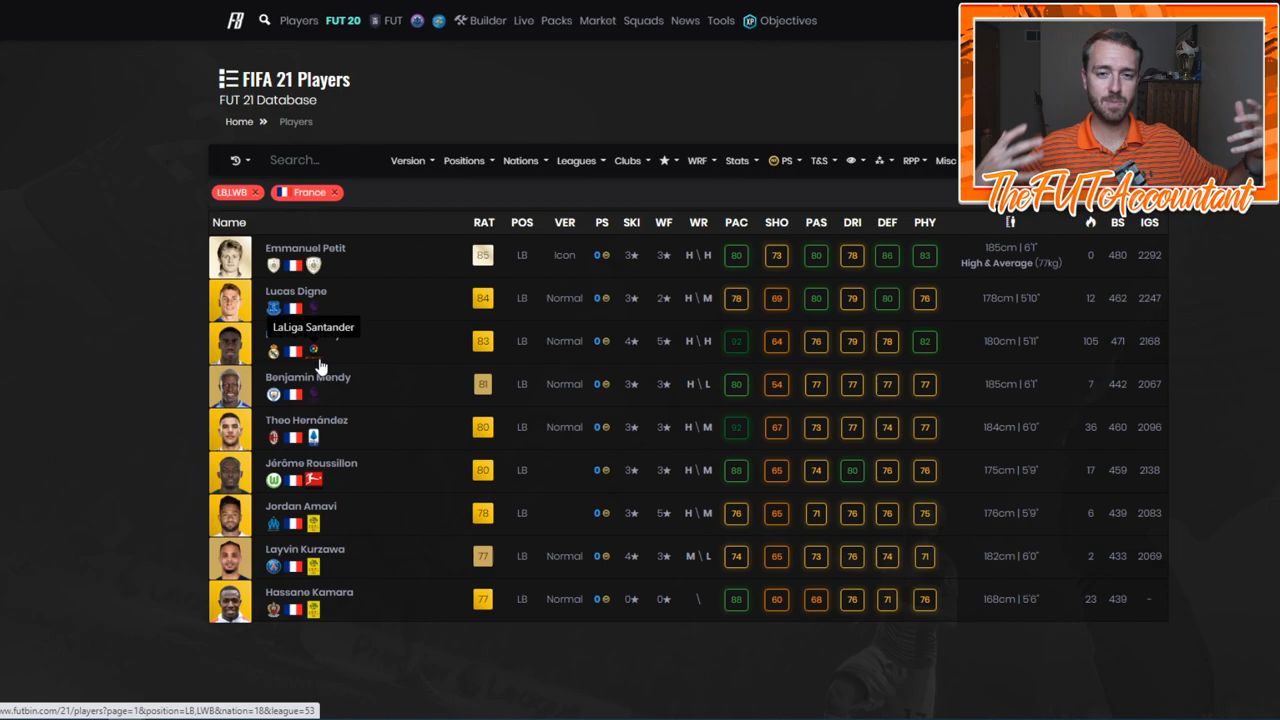 FB Players FUT 20 FUT Builder Live Packs Market Squads News Tools XP Objectives
FIFA 21 Players
FUT 21 Database
Home » Players
Search... Version Positions Nations Leagues Clubs WRF Stats PS T&S RPP Misc
LB,LWB × France ×
TheFUTAccountant
Name RAT POS VER PS SKI WF WR PAC SHO PAS DRI DEF PHY BS IGS
Emmanuel Petit 85 LB Icon 0 3★ 3★ H \ H 80 73 80 78 86 83 185cm | 6'1" High & Average (77kg) 0 480 2292
Lucas Digne 84 LB Normal 0 3★ 2★ H \ M 78 69 80 79 80 76 178cm | 5'10" 12 462 2247
LaLiga Santander
83 LB Normal 0 4★ 5★ H \ H 92 64 76 79 78 82 180cm | 5'11" 105 471 2168
Benjamin Mendy 81 LB Normal 0 3★ 3★ H \ L 80 54 77 77 77 77 185cm | 6'1" 7 442 2067
Theo Hernández 80 LB Normal 0 3★ 3★ H \ M 92 67 73 77 74 77 184cm | 6'0" 36 460 2096
Jérôme Roussillon 80 LB Normal 0 3★ 3★ H \ M 88 65 74 80 76 76 175cm | 5'9" 17 459 2138
Jordan Amavi 78 LB Normal 0 3★ 5★ H \ M 76 65 71 76 76 75 176cm | 5'9" 6 439 2083
Layvin Kurzawa 77 LB Normal 0 4★ 3★ M \ L 74 65 73 76 74 71 182cm | 6'0" 2 433 2069
Hassane Kamara 77 LB Normal 0 0★ 0★ \ 88 60 68 76 71 76 168cm | 5'6" 23 439 -
ww.futbin.com/21/players?page=1&position=LB,LWB&nation=18&league=53